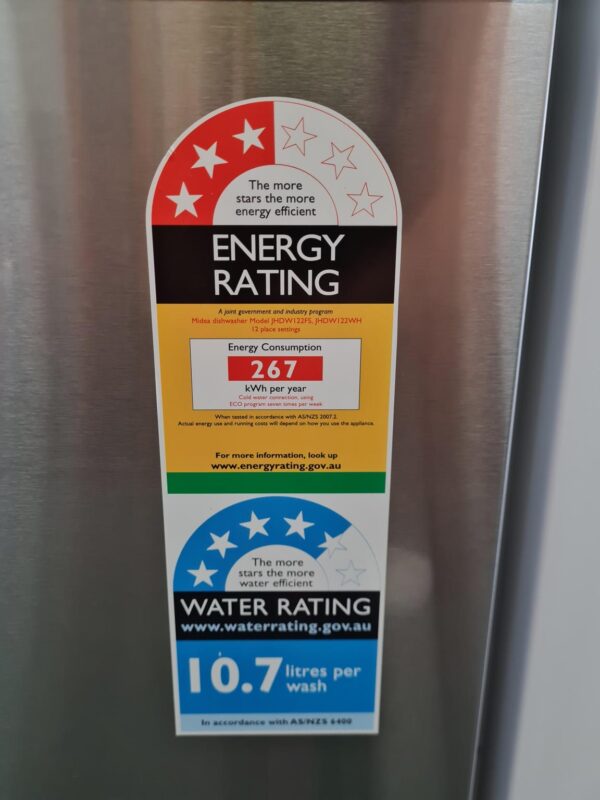 The more
stars the more
energy efficient
ENERGY
RATING
A joint government and industry program
Midea dishwasher Model JHDW122FS, JHDW122WH
12 place settings
Energy Consumption
267
kWh per year
Cold water connection, using
ECO program seven times per week
When tested in accordance with AS/NZS 2007.2.
Actual energy use and running costs will depend on how you use the appliance.
For more information, look up
www.energyrating.gov.au
The more
stars the more
water efficient
WATER RATING
www.waterrating.gov.au
10.7 litres per
wash
In accordance with AS/NZS 6400